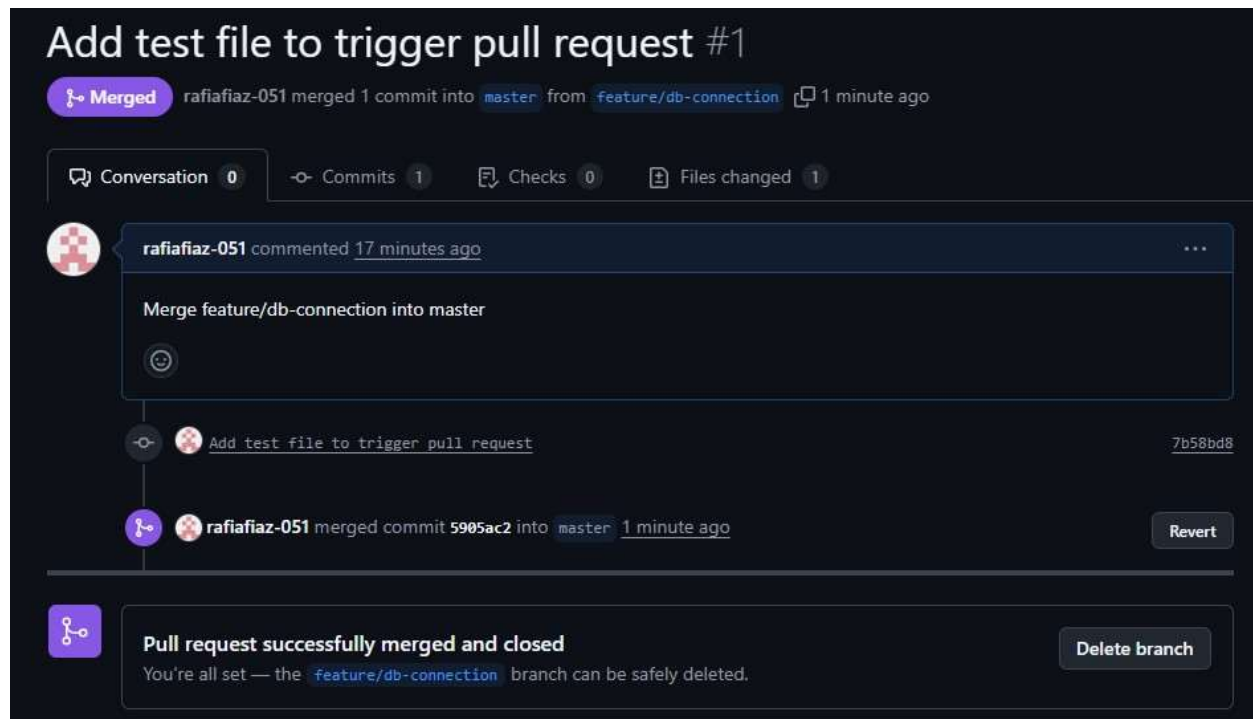 Add test file to trigger pull request #1
Merged rafiafiaz-051 merged 1 commit into master from feature/db-connection 1 minute ago
Conversation 0 Commits 1 Checks 0 Files changed 1
rafiafiaz-051 commented 17 minutes ago ...
Merge feature/db-connection into master
Add test file to trigger pull request 7b58bd8
rafiafiaz-051 merged commit 5905ac2 into master 1 minute ago Revert
Pull request successfully merged and closed
Delete branch
You're all set — the feature/db-connection branch can be safely deleted.